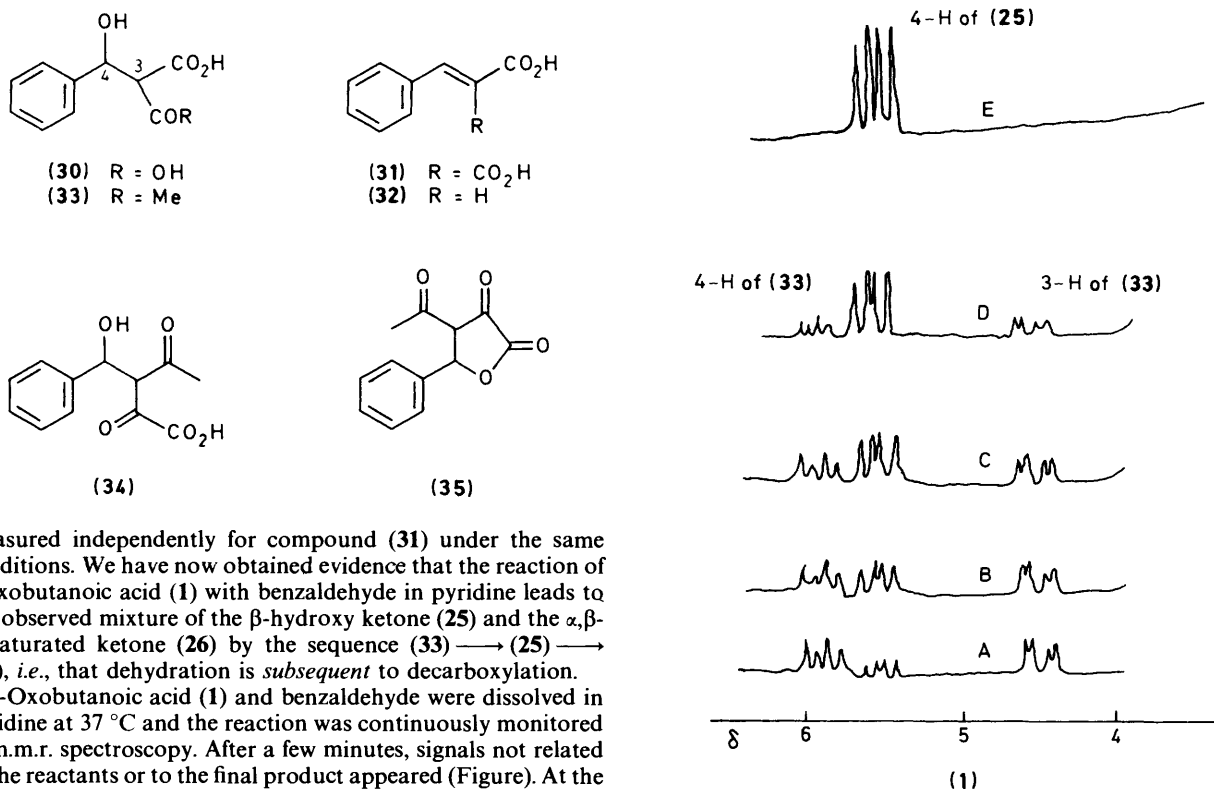 OH
CO₂H
3
4
COR
(30) R = OH
(33) R = Me
CO₂H
R
(31) R = CO₂H
(32) R = H
OH
O
O
CO₂H
(34)
O
O
O
O
(35)
asured independently for compound (31) under the same
ditions. We have now obtained evidence that the reaction of
xobutanoic acid (1) with benzaldehyde in pyridine leads to
observed mixture of the β-hydroxy ketone (25) and the α,β-
aturated ketone (26) by the sequence (33) ⟶ (25) ⟶
), i.e., that dehydration is subsequent to decarboxylation.
-Oxobutanoic acid (1) and benzaldehyde were dissolved in
idine at 37 °C and the reaction was continuously monitored
n.m.r. spectroscopy. After a few minutes, signals not related
he reactants or to the final product appeared (Figure). At the
4-H of (25)
E
4-H of (33)
3-H of (33)
D
C
B
A
δ 6 5 4
(1)